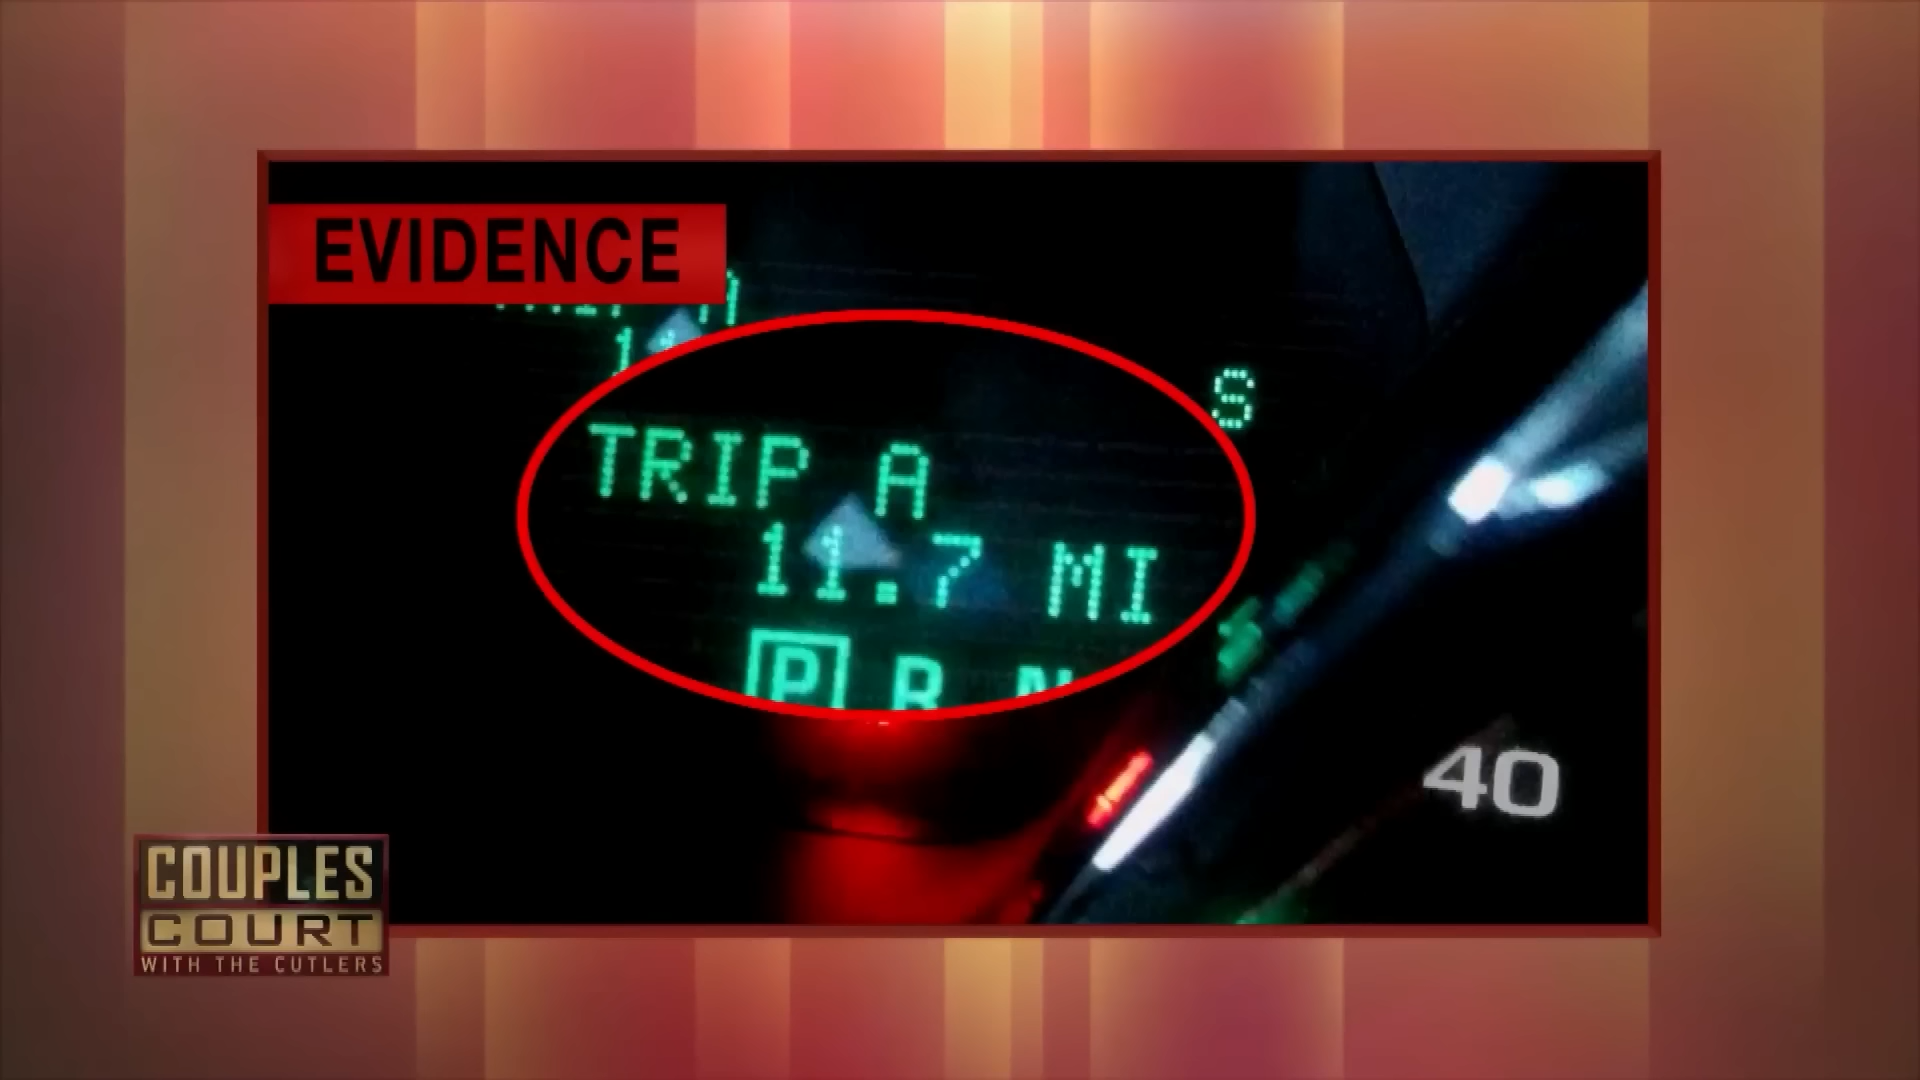 EVIDENCE
S
TRIP A
11.7 MI
P R N
40
COUPLES
COURT
WITH THE CUTLERS